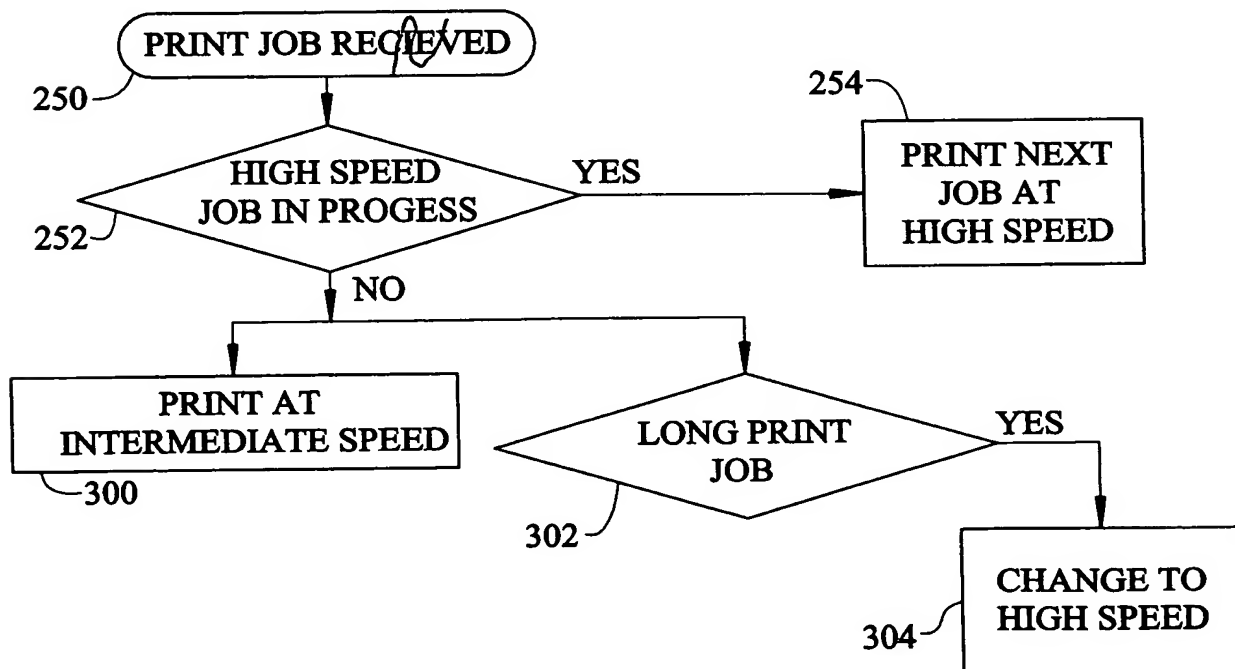 PRINT JOB RECIEVED
250
254
HIGH SPEED
JOB IN PROGESS
YES
PRINT NEXT
JOB AT
HIGH SPEED
252
NO
PRINT AT
INTERMEDIATE SPEED
300
LONG PRINT
JOB
YES
302
CHANGE TO
HIGH SPEED
304